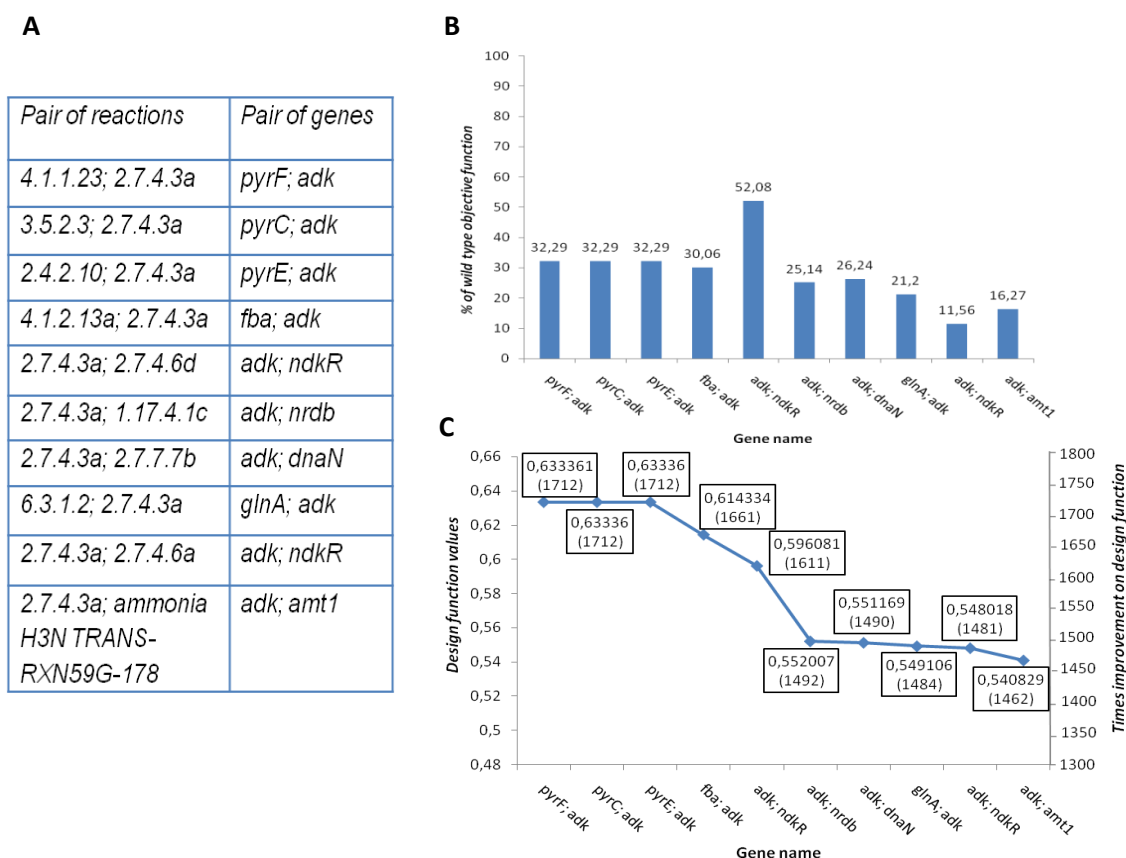 A
Pair of reactions Pair of genes
4.1.1.23; 2.7.4.3a pyrF; adk
3.5.2.3; 2.7.4.3a pyrC; adk
2.4.2.10; 2.7.4.3a pyrE; adk
4.1.2.13a; 2.7.4.3a fba; adk
2.7.4.3a; 2.7.4.6d adk; ndkR
2.7.4.3a; 1.17.4.1c adk; nrdb
2.7.4.3a; 2.7.7.7b adk; dnaN
6.3.1.2; 2.7.4.3a glnA; adk
2.7.4.3a; 2.7.4.6a adk; ndkR
2.7.4.3a; ammonia adk; amt1
H3N TRANS-
RXN59G-178
B
% of wild type objective function
100
90
80
70
60
50
40
30
20
10
0
32,29
32,29
32,29
30,06
52,08
25,14
26,24
21,2
11,56
16,27
pyrF; adk
pyrC; adk
pyrE; adk
fba; adk
adk; ndkR
adk; nrdb
adk; dnaN
glnA; adk
adk; ndkR
adk; amt1
Gene name
C
Design function values
0,66
0,64
0,62
0,6
0,58
0,56
0,54
0,52
0,5
0,48
0,633361
(1712)
0,63336
(1712)
0,63336
(1712)
0,614334
(1661)
0,596081
(1611)
0,552007
(1492)
0,551169
(1490)
0,549106
(1484)
0,548018
(1481)
0,540829
(1462)
1800
1750
1700
1650
1600
1550
1500
1450
1400
1350
1300
Times improvement on design function
pyrF; adk
pyrC; adk
pyrE; adk
fba; adk
adk; ndkR
adk; nrdb
adk; dnaN
glnA; adk
adk; ndkR
adk; amt1
Gene name